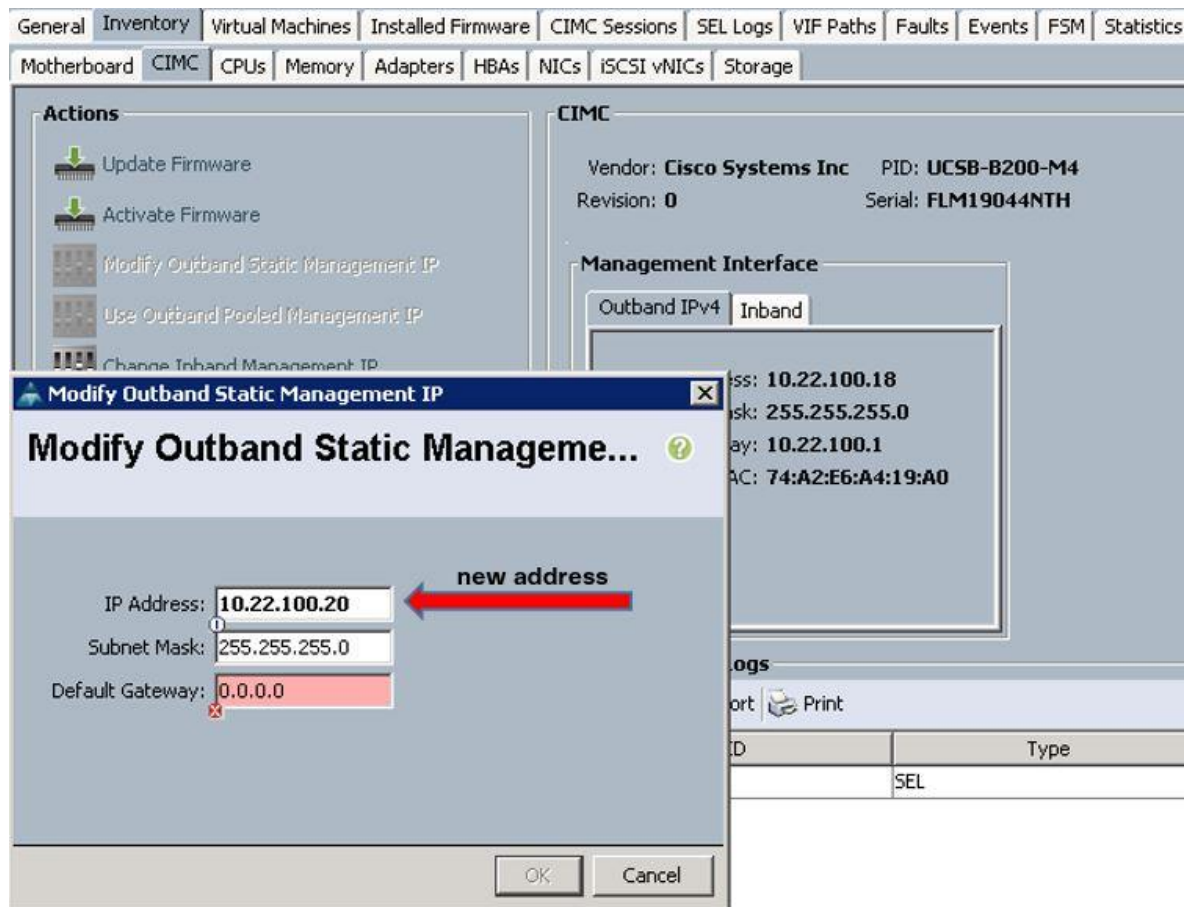 General Inventory Virtual Machines Installed Firmware CIMC Sessions SEL Logs VIF Paths Faults Events FSM Statistics
Motherboard CIMC CPUs Memory Adapters HBAs NICs iSCSI vNICs Storage
Actions
Update Firmware
Activate Firmware
Modify Outband Static Management IP
Use Outband Pooled Management IP
Change Inband Management IP
CIMC
Vendor: Cisco Systems Inc PID: UCSB-B200-M4
Revision: 0 Serial: FLM19044NTH
Management Interface
Outband IPv4 Inband
ess: 10.22.100.18
sk: 255.255.255.0
ay: 10.22.100.1
AC: 74:A2:E6:A4:19:A0
Modify Outband Static Management IP
Modify Outband Static Manageme...
new address
IP Address: 10.22.100.20
Subnet Mask: 255.255.255.0
Default Gateway: 0.0.0.0
OK Cancel
ogs
ort Print
D Type
SEL